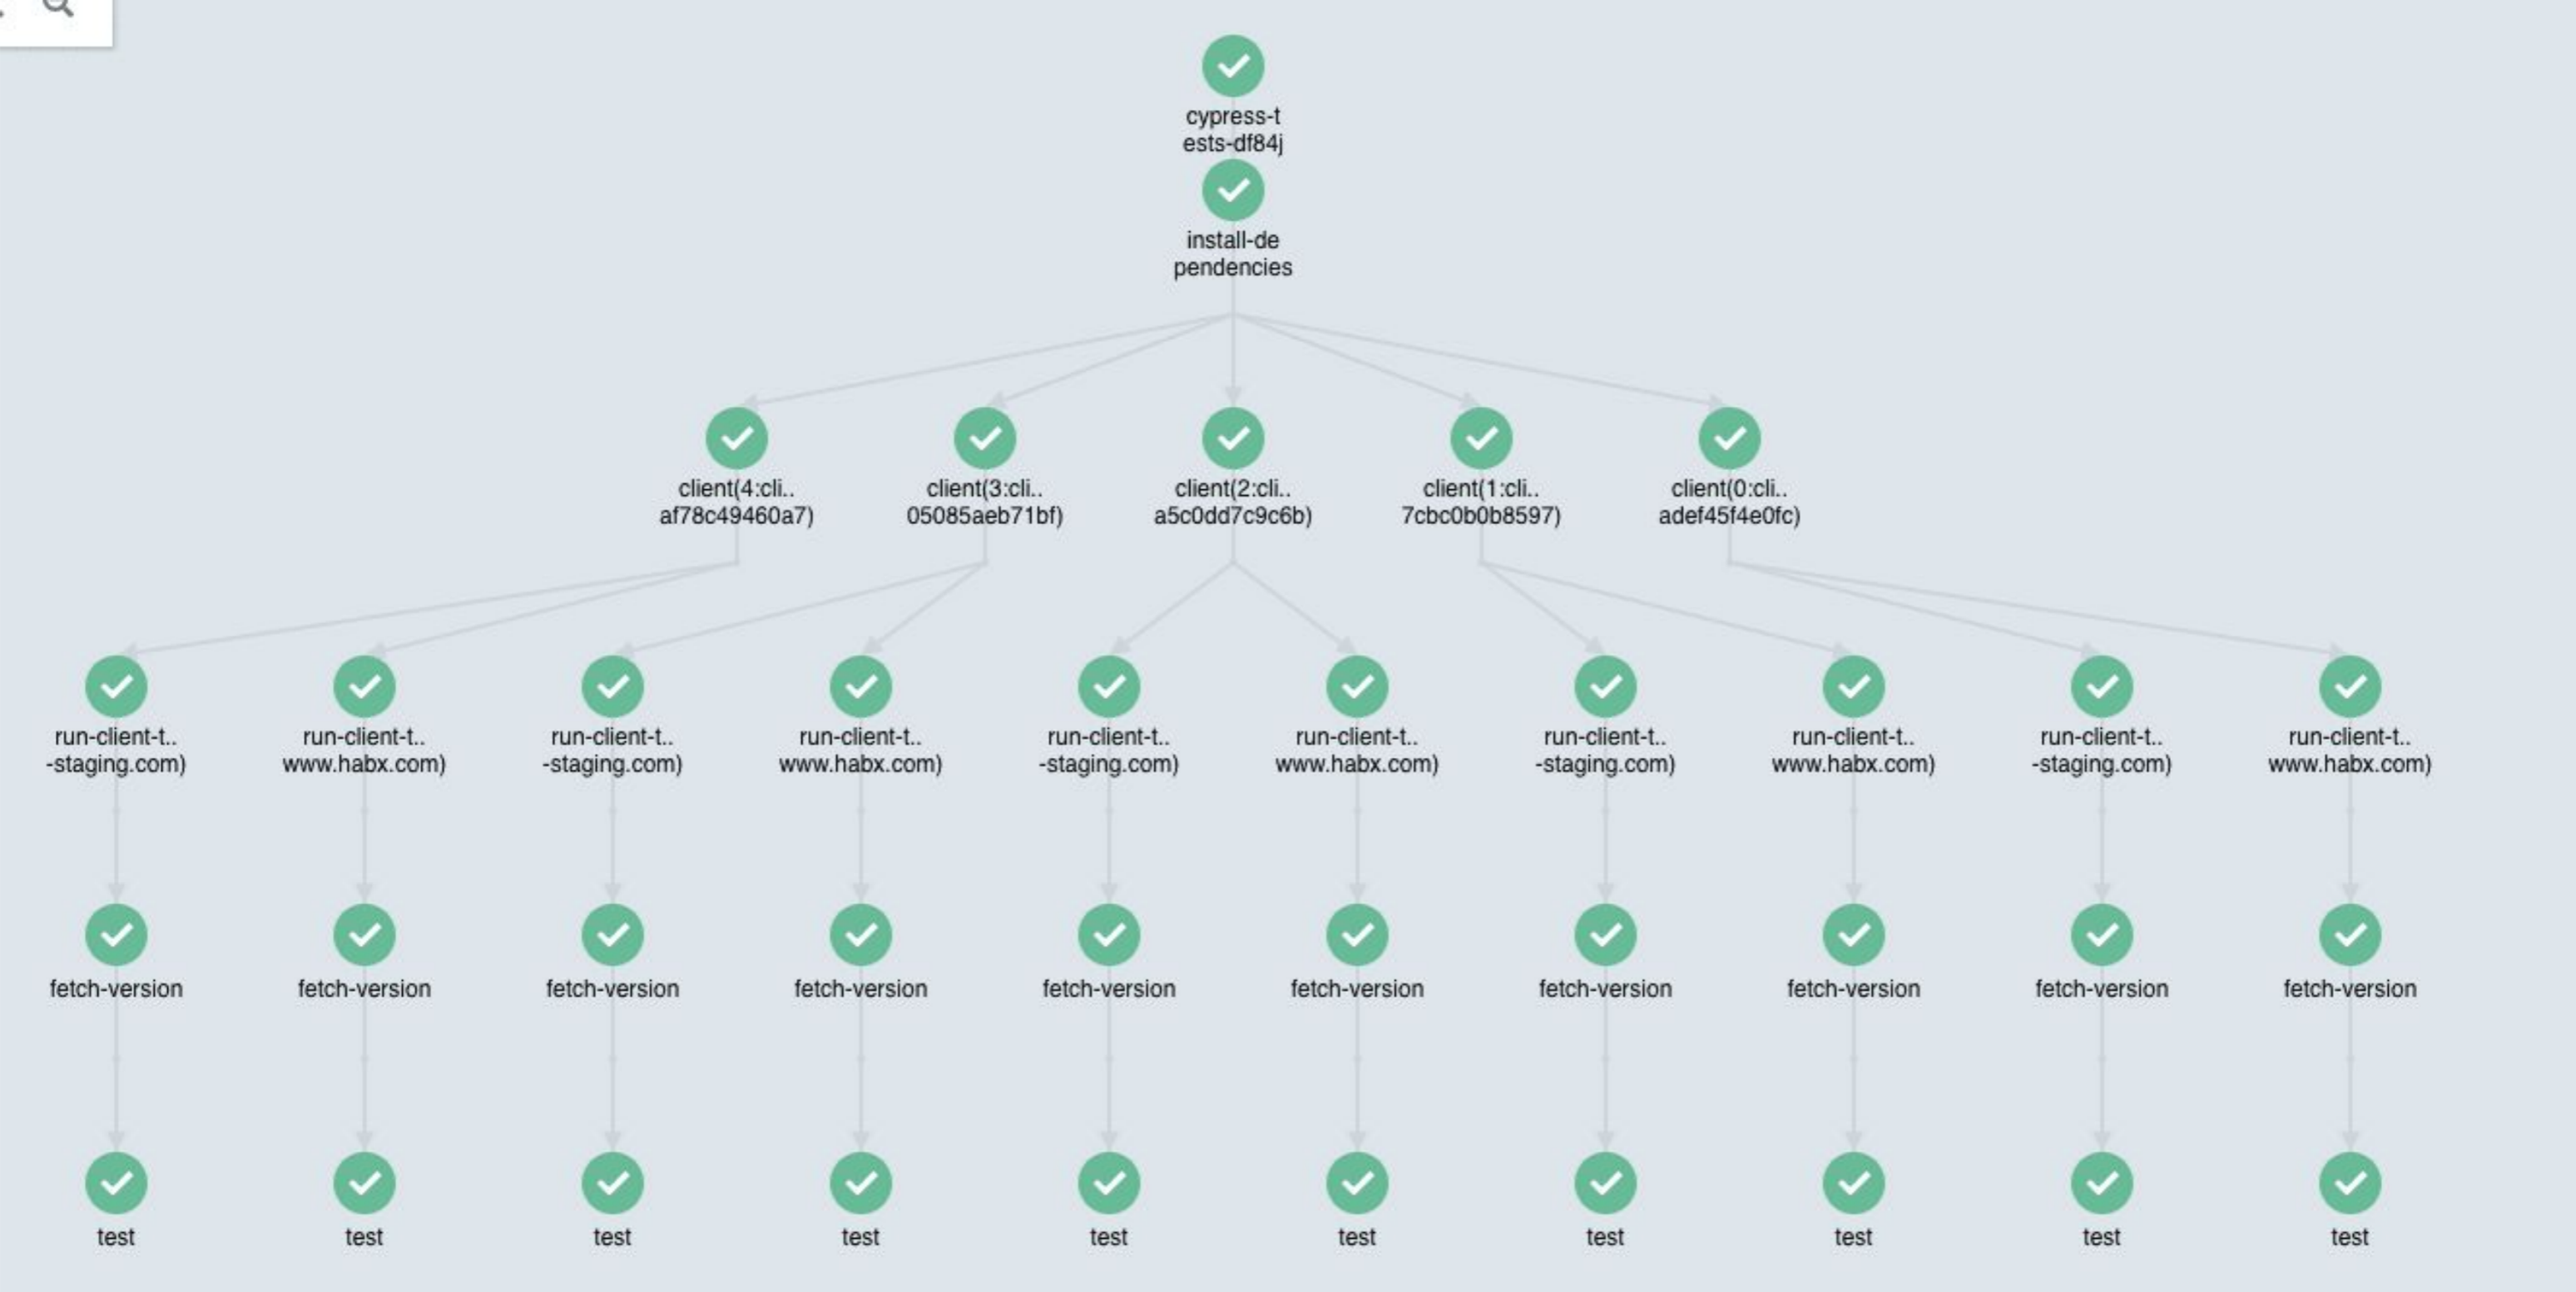 cypress-t
ests-df84j
install-de
pendencies
client(4:cli..
af78c49460a7)
client(3:cli..
05085aeb71bf)
client(2:cli..
a5c0dd7c9c6b)
client(1:cli..
7cbc0b0b8597)
client(0:cli..
adef45f4e0fc)
run-client-t..
-staging.com)
run-client-t..
www.habx.com)
run-client-t..
-staging.com)
run-client-t..
www.habx.com)
run-client-t..
-staging.com)
run-client-t..
www.habx.com)
run-client-t..
-staging.com)
run-client-t..
www.habx.com)
run-client-t..
-staging.com)
run-client-t..
www.habx.com)
fetch-version
fetch-version
fetch-version
fetch-version
fetch-version
fetch-version
fetch-version
fetch-version
fetch-version
fetch-version
test
test
test
test
test
test
test
test
test
test